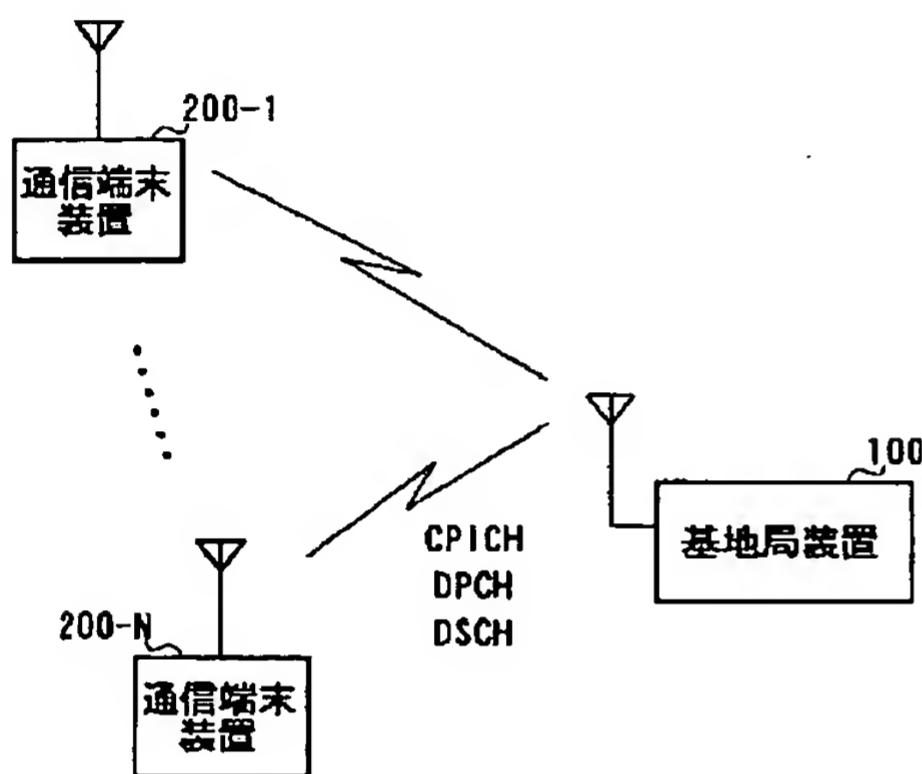 200-1
通信端末
装置
100
基地局装置
CPICH
DPCH
DSCH
200-N
通信端末
装置